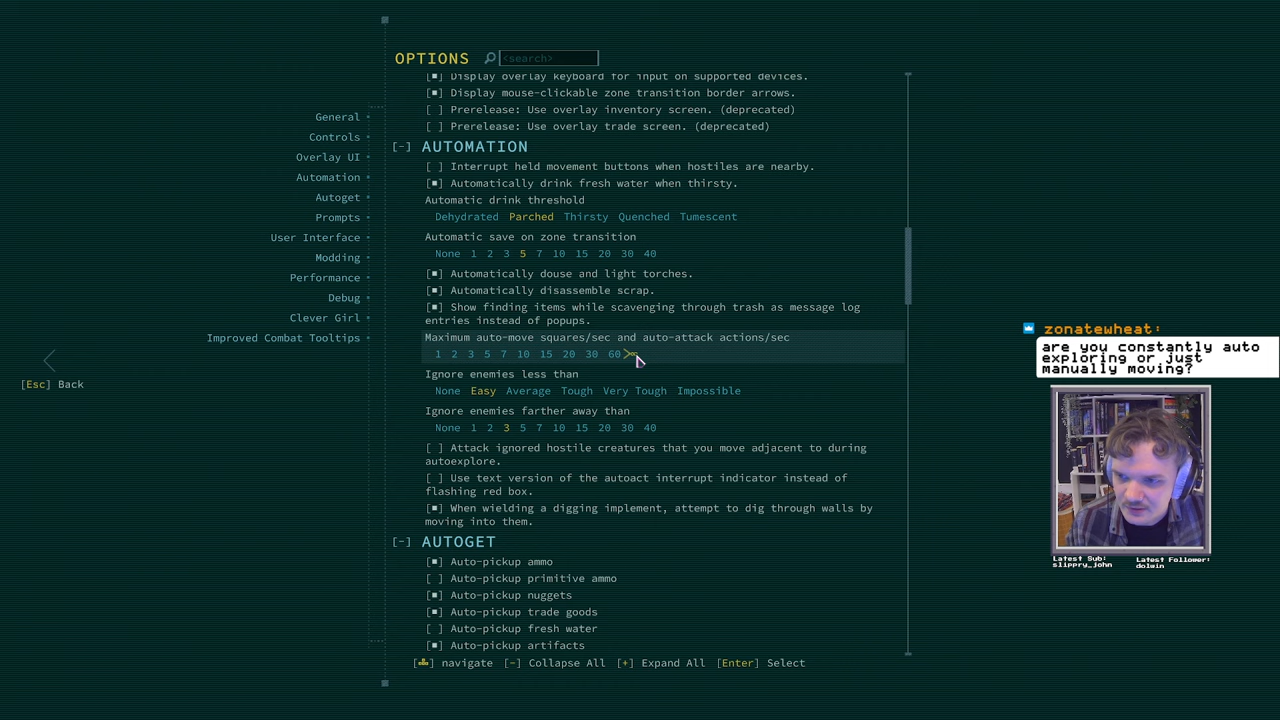 OPTIONS <search>
[■] Display overlay keyboard for input on supported devices.
[■] Display mouse-clickable zone transition border arrows.
[ ] Prerelease: Use overlay inventory screen. (deprecated)
[ ] Prerelease: Use overlay trade screen. (deprecated)
General
Controls
Overlay UI
Automation
Autoget
Prompts
User Interface
Modding
Performance
Debug
Clever Girl
Improved Combat Tooltips
[Esc] Back
[-] AUTOMATION
[ ] Interrupt held movement buttons when hostiles are nearby.
[■] Automatically drink fresh water when thirsty.
Automatic drink threshold
Dehydrated Parched Thirsty Quenched Tumescent
Automatic save on zone transition
None 1 2 3 5 7 10 15 20 30 40
[■] Automatically douse and light torches.
[■] Automatically disassemble scrap.
[■] Show finding items while scavenging through trash as message log
entries instead of popups.
Maximum auto-move squares/sec and auto-attack actions/sec
1 2 3 5 7 10 15 20 30 60
Ignore enemies less than
None Easy Average Tough Very Tough Impossible
Ignore enemies farther away than
None 1 2 3 5 7 10 15 20 30 40
[ ] Attack ignored hostile creatures that you move adjacent to during
autoexplore.
[ ] Use text version of the autoact interrupt indicator instead of
flashing red box.
[■] When wielding a digging implement, attempt to dig through walls by
moving into them.
[-] AUTOGET
[■] Auto-pickup ammo
[ ] Auto-pickup primitive ammo
[■] Auto-pickup nuggets
[■] Auto-pickup trade goods
[ ] Auto-pickup fresh water
[■] Auto-pickup artifacts
navigate [-] Collapse All [+] Expand All [Enter] Select
zonatewheat:
are you constantly auto
exploring or just
manually moving?
Latest Sub:
slippry_john
Latest Follower:
dolwin